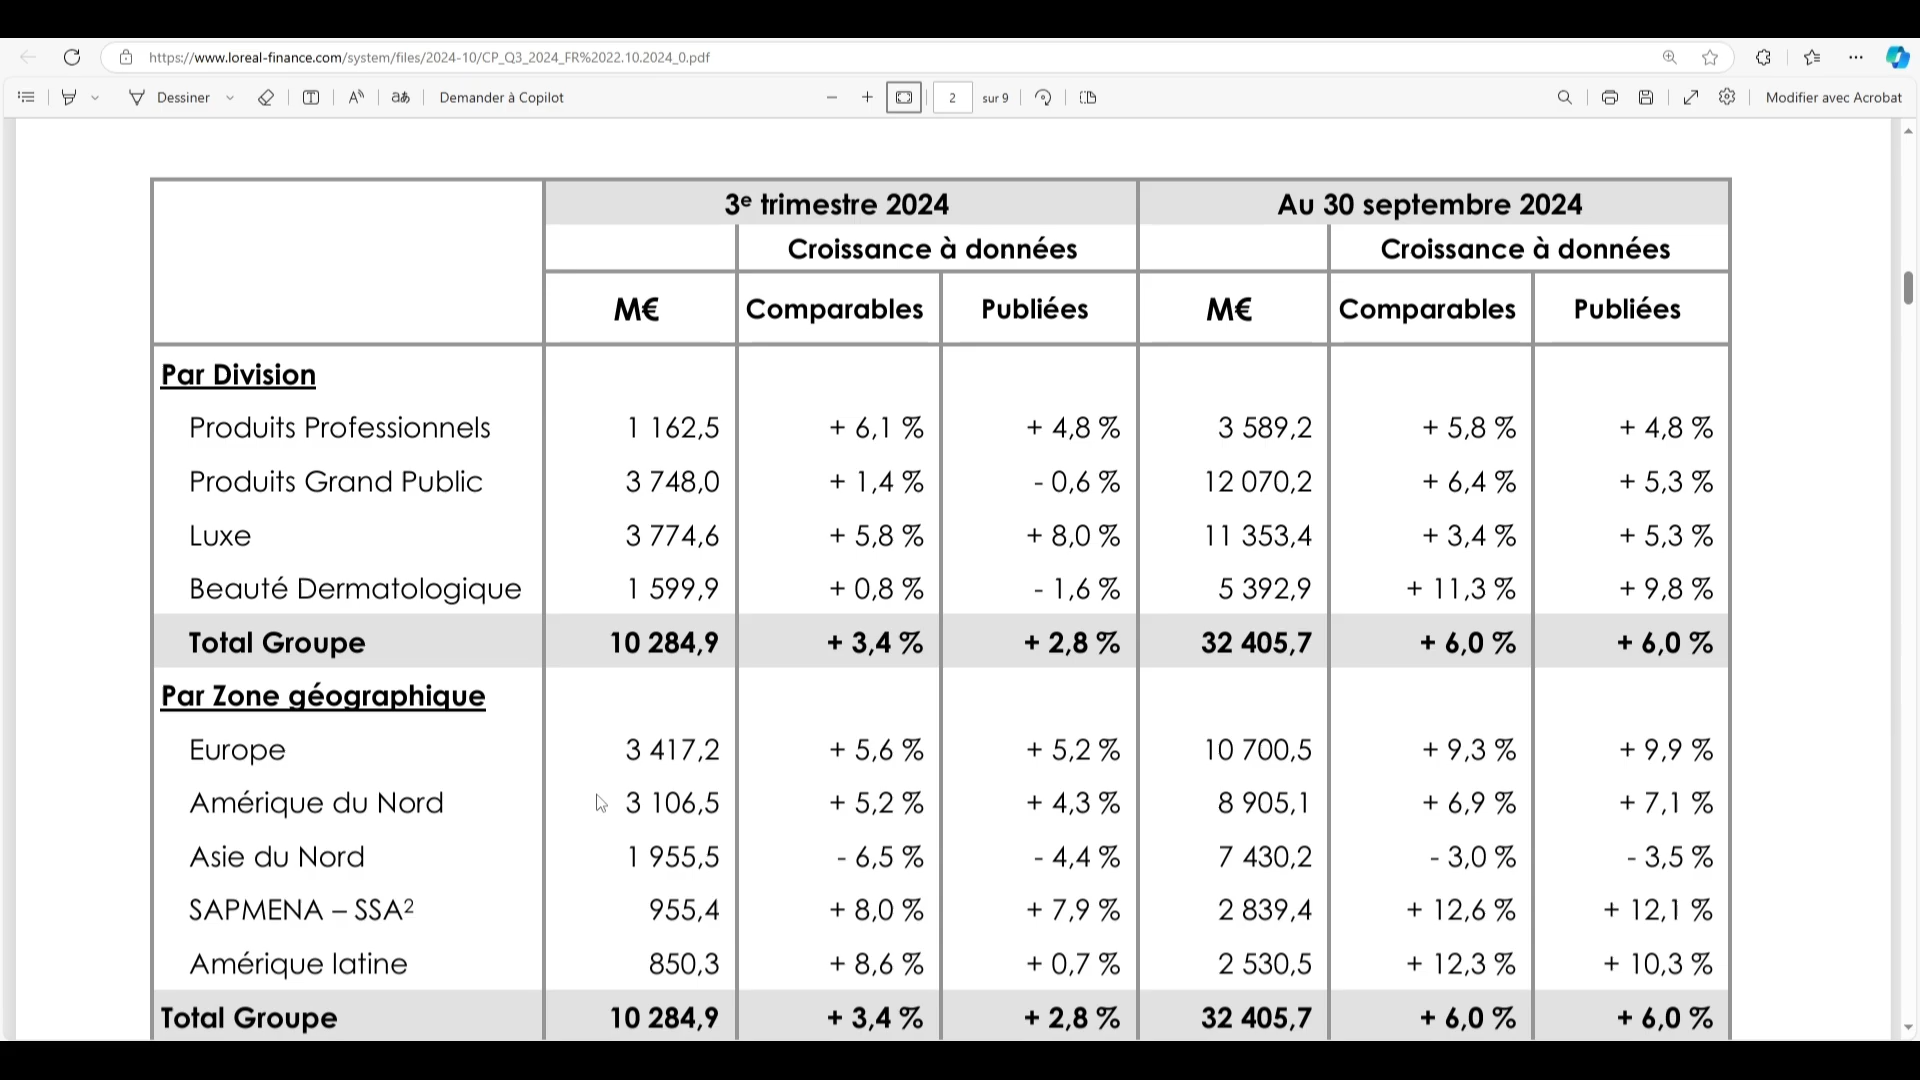 https://www.loreal-finance.com/system/files/2024-10/CP_Q3_2024_FR%2022.10.2024_0.pdf
Dessiner
aあ
Demander à Copilot
2 sur 9
Modifier avec Acrobat
3e trimestre 2024 Au 30 septembre 2024
Croissance à données Croissance à données
M€ Comparables Publiées M€ Comparables Publiées
Par Division
Produits Professionnels 1 162,5 + 6,1 % + 4,8 % 3 589,2 + 5,8 % + 4,8 %
Produits Grand Public 3 748,0 + 1,4 % - 0,6 % 12 070,2 + 6,4 % + 5,3 %
Luxe 3 774,6 + 5,8 % + 8,0 % 11 353,4 + 3,4 % + 5,3 %
Beauté Dermatologique 1 599,9 + 0,8 % - 1,6 % 5 392,9 + 11,3 % + 9,8 %
Total Groupe 10 284,9 + 3,4 % + 2,8 % 32 405,7 + 6,0 % + 6,0 %
Par Zone géographique
Europe 3 417,2 + 5,6 % + 5,2 % 10 700,5 + 9,3 % + 9,9 %
Amérique du Nord 3 106,5 + 5,2 % + 4,3 % 8 905,1 + 6,9 % + 7,1 %
Asie du Nord 1 955,5 - 6,5 % - 4,4 % 7 430,2 - 3,0 % - 3,5 %
SAPMENA – SSA2 955,4 + 8,0 % + 7,9 % 2 839,4 + 12,6 % + 12,1 %
Amérique latine 850,3 + 8,6 % + 0,7 % 2 530,5 + 12,3 % + 10,3 %
Total Groupe 10 284,9 + 3,4 % + 2,8 % 32 405,7 + 6,0 % + 6,0 %